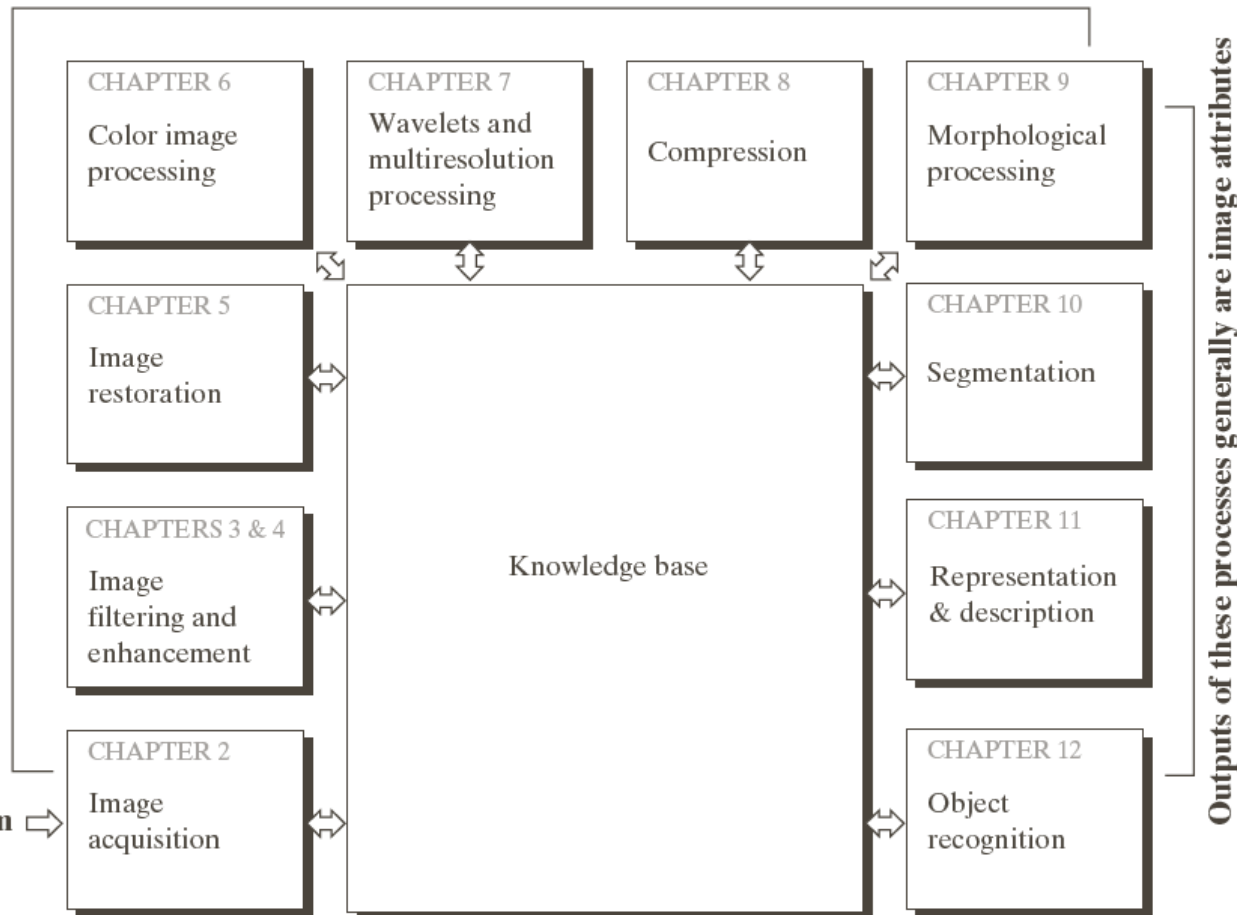 CHAPTER 6
Color image
processing
CHAPTER 7
Wavelets and
multiresolution
processing
CHAPTER 8
Compression
CHAPTER 9
Morphological
processing
CHAPTER 5
Image
restoration
CHAPTER 10
Segmentation
CHAPTERS 3 & 4
Image
filtering and
enhancement
Knowledge base
CHAPTER 11
Representation
& description
CHAPTER 2
Image
acquisition
CHAPTER 12
Object
recognition
Outputs of these processes generally are image attributes